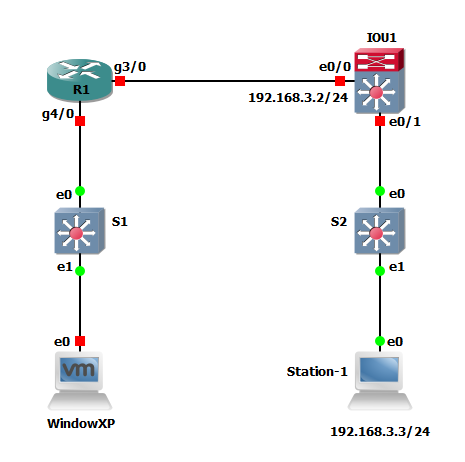 IOU1
g3/0
e0/0
R1
192.168.3.2/24
g4/0
e0/1
e0
e0
S1
S2
e1
e1
e0
e0
vm
Station-1
WindowXP
192.168.3.3/24